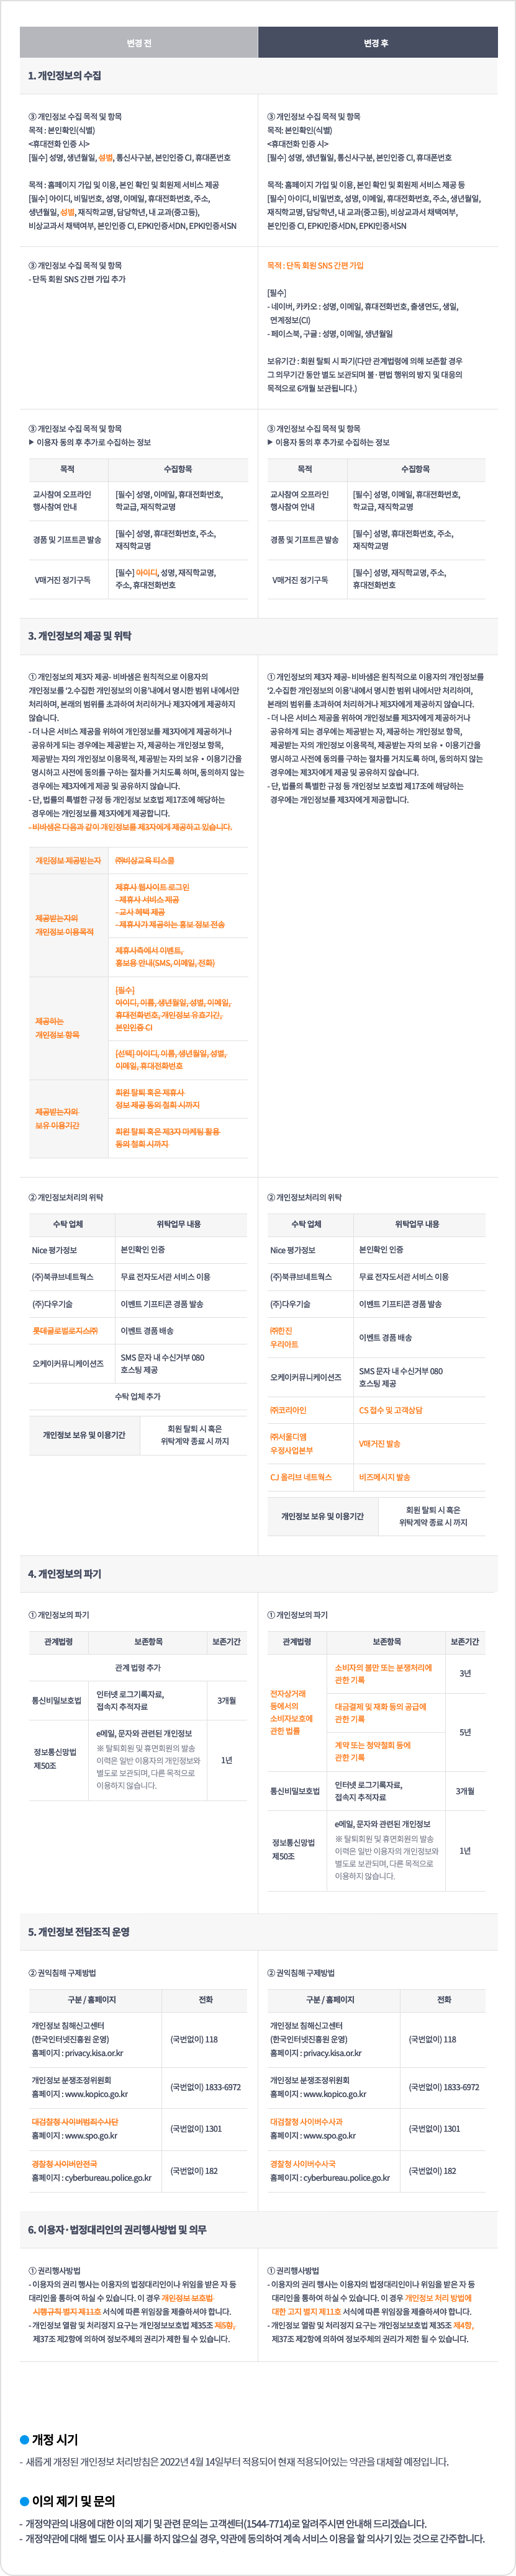 변경 전
변경 후
1. 개인정보의 수집
③ 개인정보 수집 목적 및 항목
목적 : 본인확인(식별)
<휴대전화 인증 시>
[필수] 성명, 생년월일, 성별, 통신사구분, 본인인증 CI, 휴대폰번호
목적 : 홈페이지 가입 및 이용, 본인 확인 및 회원제 서비스 제공
[필수] 아이디, 비밀번호, 성명, 이메일, 휴대전화번호, 주소,
생년월일, 성별, 재직학교명, 담당학년, 내 교과(중고등),
비상교과서 채택여부, 본인인증 CI, EPKI인증서DN, EPKI인증서SN
③ 개인정보 수집 목적 및 항목
목적: 본인확인(식별)
<휴대전화 인증 시>
[필수] 성명, 생년월일, 통신사구분, 본인인증 CI, 휴대폰번호
목적: 홈페이지 가입 및 이용, 본인 확인 및 회원제 서비스 제공 등
[필수] 아이디, 비밀번호, 성명, 이메일, 휴대전화번호, 주소, 생년월일,
재직학교명, 담당학년, 내 교과(중고등), 비상교과서 채택여부,
본인인증 CI, EPKI인증서DN, EPKI인증서SN
③ 개인정보 수집 목적 및 항목
- 단독 회원 SNS 간편 가입 추가
목적 : 단독 회원 SNS 간편 가입
[필수]
- 네이버, 카카오 : 성명, 이메일, 휴대전화번호, 출생연도, 생일,
연계정보(CI)
- 페이스북, 구글 : 성명, 이메일, 생년월일
보유기간 : 회원 탈퇴 시 파기(다만 관계법령에 의해 보존할 경우
그 의무기간 동안 별도 보관되며 불·편법 행위의 방지 및 대응의
목적으로 6개월 보관됩니다.)
③ 개인정보 수집 목적 및 항목
▶ 이용자 동의 후 추가로 수집하는 정보
목적 수집항목
교사참여 오프라인
행사참여 안내
[필수] 성명, 이메일, 휴대전화번호,
학교급, 재직학교명
경품 및 기프트콘 발송
[필수] 성명, 휴대전화번호, 주소,
재직학교명
V매거진 정기구독
[필수] 아이디, 성명, 재직학교명,
주소, 휴대전화번호
③ 개인정보 수집 목적 및 항목
▶ 이용자 동의 후 추가로 수집하는 정보
목적 수집항목
교사참여 오프라인
행사참여 안내
[필수] 성명, 이메일, 휴대전화번호,
학교급, 재직학교명
경품 및 기프트콘 발송
[필수] 성명, 휴대전화번호, 주소,
재직학교명
V매거진 정기구독
[필수] 성명, 재직학교명, 주소,
휴대전화번호
3. 개인정보의 제공 및 위탁
① 개인정보의 제3자 제공- 비바샘은 원칙적으로 이용자의
개인정보를 '2.수집한 개인정보의 이용'내에서 명시한 범위 내에서만
처리하며, 본래의 범위를 초과하여 처리하거나 제3자에게 제공하지
않습니다.
- 더 나은 서비스 제공을 위하여 개인정보를 제3자에게 제공하거나
공유하게 되는 경우에는 제공받는 자, 제공하는 개인정보 항목,
제공받는 자의 개인정보 이용목적, 제공받는 자의 보유·이용기간을
명시하고 사전에 동의를 구하는 절차를 거치도록 하며, 동의하지 않는
경우에는 제3자에게 제공 및 공유하지 않습니다.
- 단, 법률의 특별한 규정 등 개인정보 보호법 제17조에 해당하는
경우에는 개인정보를 제3자에게 제공합니다.
- 비바샘은 다음과 같이 개인정보를 제3자에게 제공하고 있습니다.
개인정보 제공받는자
㈜비상교육 티스쿨
제공받는자의
개인정보 이용목적
제휴사 웹사이트 로그인
- 제휴사 서비스 제공
- 교사 혜택 제공
- 제휴사가 제공하는 홍보 정보 전송
제휴사측에서 이벤트,
홍보용 안내(SMS, 이메일, 전화)
제공하는
개인정보 항목
[필수]
아이디, 이름, 생년월일, 성별, 이메일,
휴대전화번호, 개인정보 유효기간,
본인인증 CI
[선택] 아이디, 이름, 생년월일, 성별,
이메일, 휴대전화번호
제공받는자의
보유 이용기간
회원 탈퇴 혹은 제휴사
정보 제공 동의 철회 시까지
회원 탈퇴 혹은 제3자 마케팅 활용
동의 철회 시까지
① 개인정보의 제3자 제공- 비바샘은 원칙적으로 이용자의 개인정보를
'2.수집한 개인정보의 이용'내에서 명시한 범위 내에서만 처리하며,
본래의 범위를 초과하여 처리하거나 제3자에게 제공하지 않습니다.
- 더 나은 서비스 제공을 위하여 개인정보를 제3자에게 제공하거나
공유하게 되는 경우에는 제공받는 자, 제공하는 개인정보 항목,
제공받는 자의 개인정보 이용목적, 제공받는 자의 보유·이용기간을
명시하고 사전에 동의를 구하는 절차를 거치도록 하며, 동의하지 않는
경우에는 제3자에게 제공 및 공유하지 않습니다.
- 단, 법률의 특별한 규정 등 개인정보 보호법 제17조에 해당하는
경우에는 개인정보를 제3자에게 제공합니다.
② 개인정보처리의 위탁
수탁 업체 위탁업무 내용
Nice 평가정보 본인확인 인증
(주)북큐브네트웍스 무료 전자도서관 서비스 이용
(주)다우기술 이벤트 기프티콘 경품 발송
롯데글로벌로지스㈜ 이벤트 경품 배송
오케이커뮤니케이션즈
SMS 문자 내 수신거부 080
호스팅 제공
수탁 업체 추가
개인정보 보유 및 이용기간
회원 탈퇴 시 혹은
위탁계약 종료 시 까지
② 개인정보처리의 위탁
수탁 업체 위탁업무 내용
Nice 평가정보 본인확인 인증
(주)북큐브네트웍스 무료 전자도서관 서비스 이용
(주)다우기술 이벤트 기프티콘 경품 발송
㈜한진
우리아트
이벤트 경품 배송
오케이커뮤니케이션즈
SMS 문자 내 수신거부 080
호스팅 제공
㈜코리아인 CS 접수 및 고객상담
㈜서울디엠
우정사업본부
V매거진 발송
CJ 올리브 네트웍스 비즈메시지 발송
개인정보 보유 및 이용기간
회원 탈퇴 시 혹은
위탁계약 종료 시 까지
4. 개인정보의 파기
① 개인정보의 파기
관계법령 보존항목 보존기간
관계 법령 추가
통신비밀보호법
인터넷 로그기록자료,
접속지 추적자료
3개월
정보통신망법
제50조
e메일, 문자와 관련된 개인정보
※ 탈퇴회원 및 휴면회원의 발송
이력은 일반 이용자의 개인정보와
별도로 보관되며, 다른 목적으로
이용하지 않습니다.
1년
① 개인정보의 파기
관계법령 보존항목 보존기간
전자상거래
등에서의
소비자보호에
관한 법률
소비자의 불만 또는 분쟁처리에
관한 기록
3년
대금결제 및 재화 등의 공급에
관한 기록
계약 또는 청약철회 등에
관한 기록
5년
통신비밀보호법
인터넷 로그기록자료,
접속지 추적자료
3개월
정보통신망법
제50조
e메일, 문자와 관련된 개인정보
※ 탈퇴회원 및 휴면회원의 발송
이력은 일반 이용자의 개인정보와
별도로 보관되며, 다른 목적으로
이용하지 않습니다.
1년
5. 개인정보 전담조직 운영
② 권익침해 구제방법
구분 / 홈페이지 전화
개인정보 침해신고센터
(한국인터넷진흥원 운영)
홈페이지 : privacy.kisa.or.kr
(국번없이) 118
개인정보 분쟁조정위원회
홈페이지 : www.kopico.go.kr
(국번없이) 1833-6972
대검찰청 사이버범죄수사단
홈페이지 : www.spo.go.kr
(국번없이) 1301
경찰청 사이버안전국
홈페이지 : cyberbureau.police.go.kr
(국번없이) 182
② 권익침해 구제방법
구분 / 홈페이지 전화
개인정보 침해신고센터
(한국인터넷진흥원 운영)
홈페이지 : privacy.kisa.or.kr
(국번없이) 118
개인정보 분쟁조정위원회
홈페이지 : www.kopico.go.kr
(국번없이) 1833-6972
대검찰청 사이버수사과
홈페이지 : www.spo.go.kr
(국번없이) 1301
경찰청 사이버수사국
홈페이지 : cyberbureau.police.go.kr
(국번없이) 182
6. 이용자·법정대리인의 권리행사방법 및 의무
① 권리행사방법
- 이용자의 권리 행사는 이용자의 법정대리인이나 위임을 받은 자 등
대리인을 통하여 하실 수 있습니다. 이 경우 개인정보 보호법
시행규칙 별지 제11호 서식에 따른 위임장을 제출하셔야 합니다.
- 개인정보 열람 및 처리정지 요구는 개인정보보호법 제35조 제5항,
제37조 제2항에 의하여 정보주체의 권리가 제한 될 수 있습니다.
① 권리행사방법
- 이용자의 권리 행사는 이용자의 법정대리인이나 위임을 받은 자 등
대리인을 통하여 하실 수 있습니다. 이 경우 개인정보 처리 방법에
대한 고지 별지 제11호 서식에 따른 위임장을 제출하셔야 합니다.
- 개인정보 열람 및 처리정지 요구는 개인정보보호법 제35조 제4항,
제37조 제2항에 의하여 정보주체의 권리가 제한 될 수 있습니다.
개정 시기
- 새롭게 개정된 개인정보 처리방침은 2022년 4월 14일부터 적용되어 현재 적용되어있는 약관을 대체할 예정입니다.
이의 제기 및 문의
- 개정약관의 내용에 대한 이의 제기 및 관련 문의는 고객센터(1544-7714)로 알려주시면 안내해 드리겠습니다.
- 개정약관에 대해 별도 이사 표시를 하지 않으실 경우, 약관에 동의하여 계속 서비스 이용을 할 의사기 있는 것으로 간주합니다.